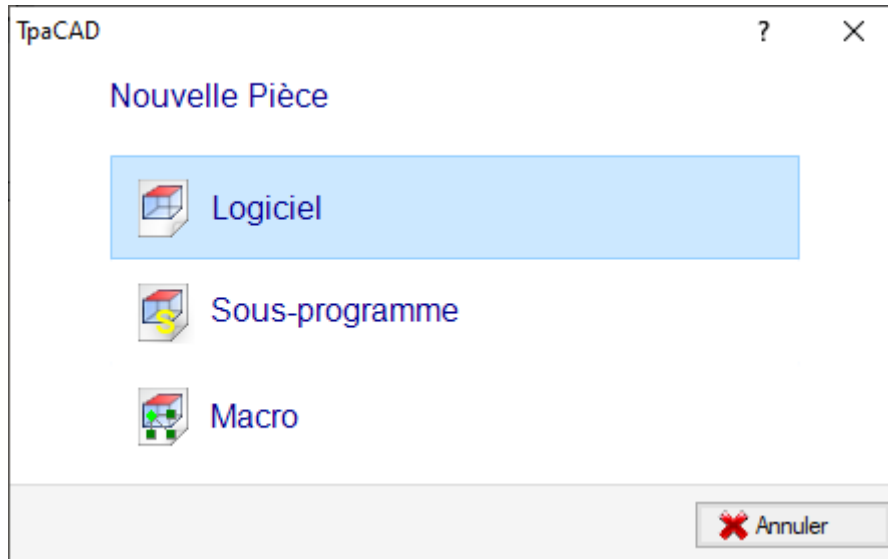 TpaCAD
?
Nouvelle Pièce
Logiciel
S
Sous-programme
Macro
Annuler